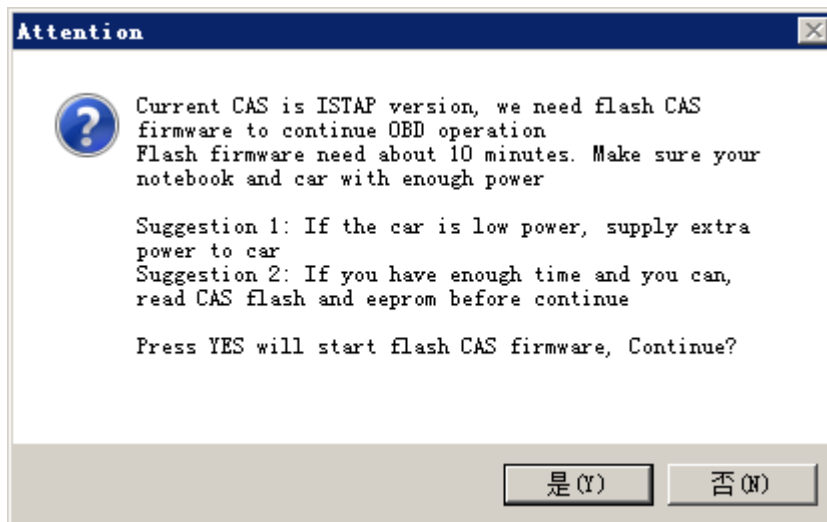 Attention
Current CAS is ISTAP version, we need flash CAS
firmware to continue OBD operation
Flash firmware need about 10 minutes. Make sure your
notebook and car with enough power
Suggestion 1: If the car is low power, supply extra
power to car
Suggestion 2: If you have enough time and you can,
read CAS flash and eeprom before continue
Press YES will start flash CAS firmware, Continue?
是(Y)
否(N)